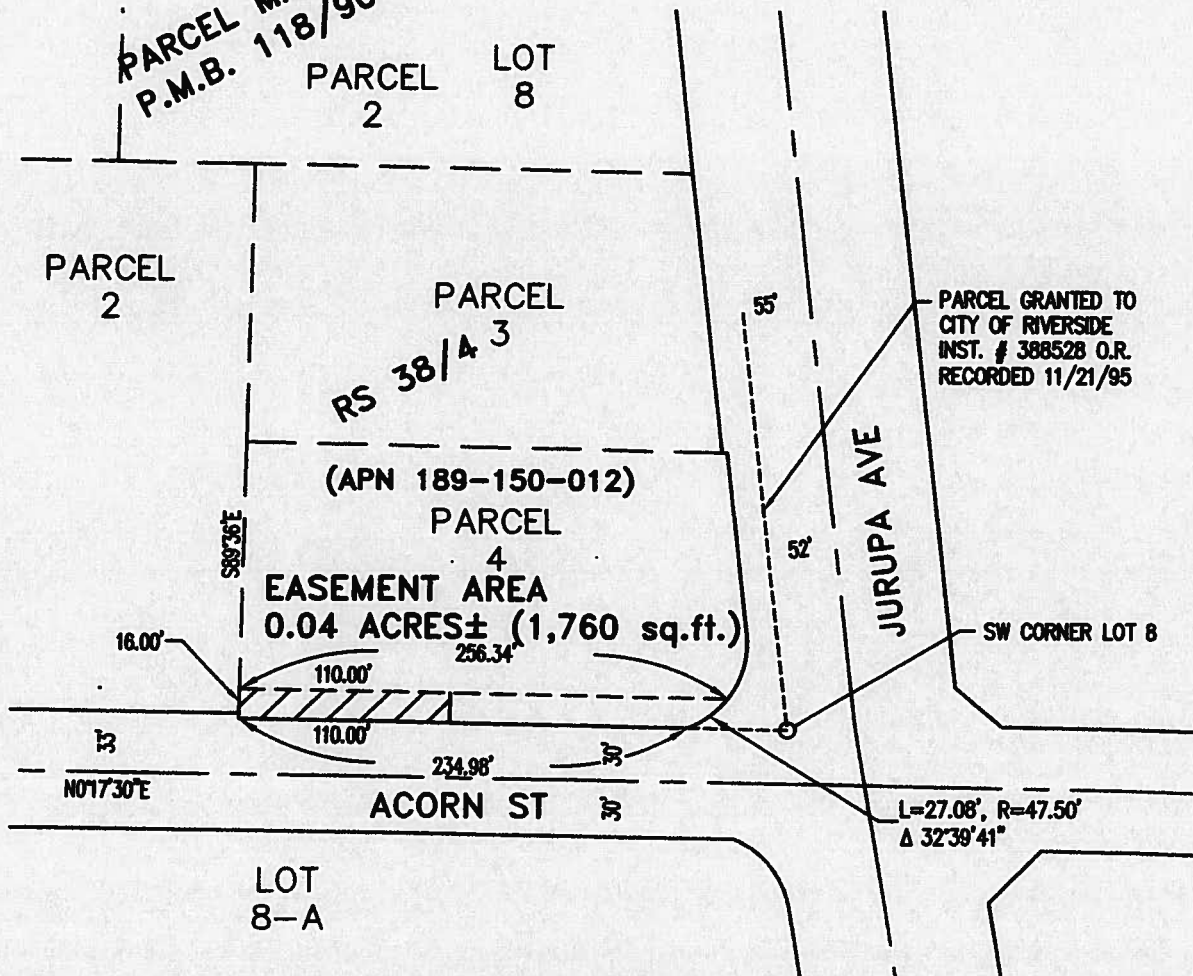 PARCEL
P.M.B. 118/90
PARCEL
2
LOT
8
PARCEL
2
PARCEL
3
RS 38/4
55'
PARCEL GRANTED TO
CITY OF RIVERSIDE
INST. # 388528 O.R.
RECORDED 11/21/95
(APN 189-150-012)
PARCEL
4
S89°36'E
52'
JURUPA AVE
EASEMENT AREA
0.04 ACRES± (1,760 sq.ft.)
SW CORNER LOT 8
16.00'
256.34'
110.00'
110.00'
33'
234.98'
30'
N0°17'30"E
ACORN ST
30'
L=27.08', R=47.50'
Δ 32°39'41"
LOT
8-A